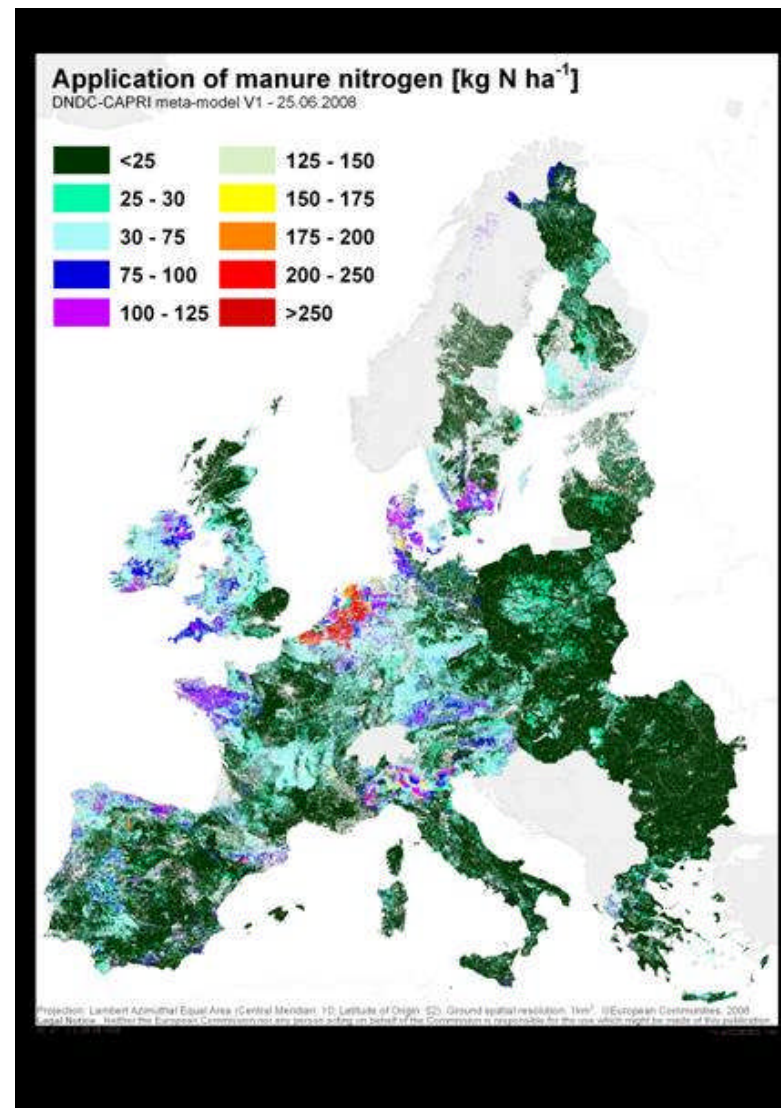 Application of manure nitrogen [kg N ha⁻¹]
DNDC-CAPRI meta-model V1 - 25.06.2008
<25
125 - 150
25 - 30
150 - 175
30 - 75
175 - 200
75 - 100
200 - 250
100 - 125
>250
Projection: Lambert Azimuthal Equal Area (Central Meridian: 10; Latitude of Origin: 52). Ground spatial resolution: 1km². ©European Communities, 2008
Legal Notice: Neither the European Commission nor any person acting on behalf of the Commission is responsible for the use which might be made of this publication.